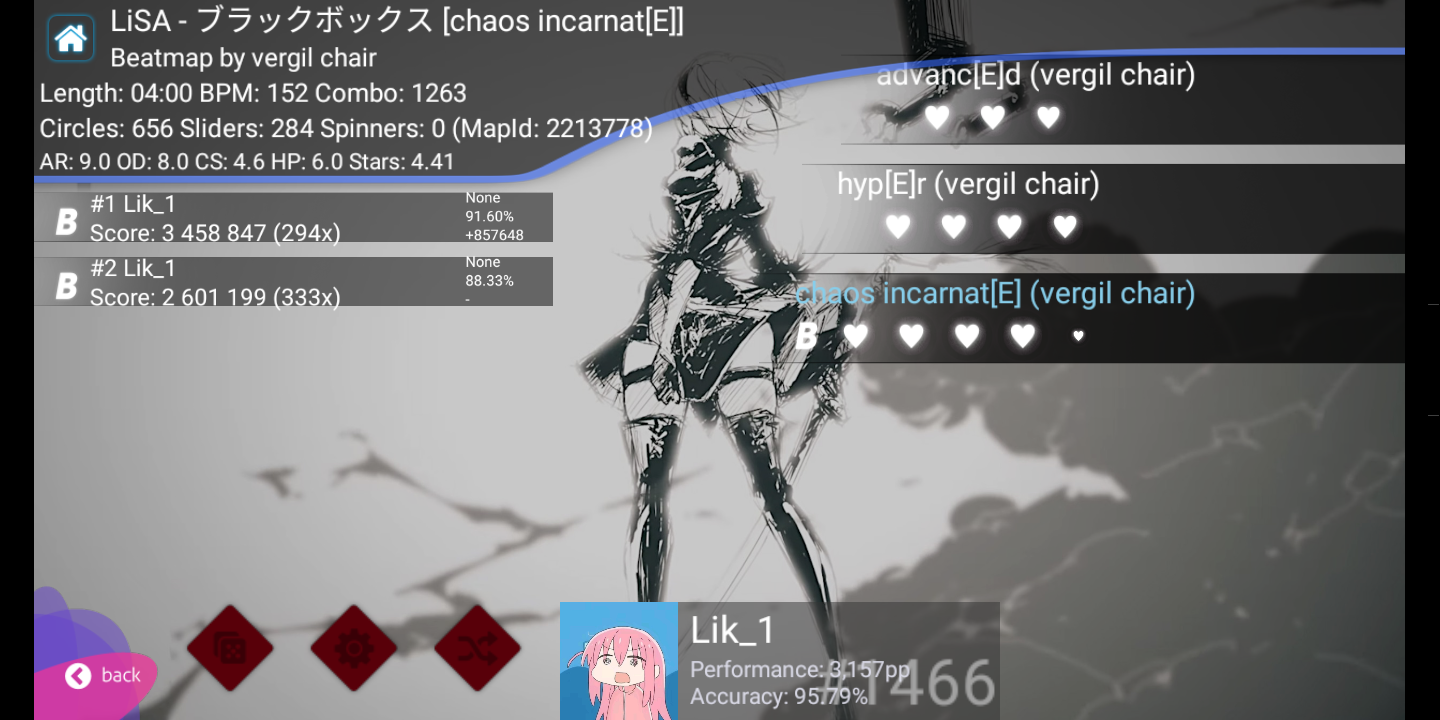 LiSA - ブラックボックス [chaos incarnat[E]]
Beatmap by vergil chair
Length: 04:00 BPM: 152 Combo: 1263
Circles: 656 Sliders: 284 Spinners: 0 (MapId: 2213778)
AR: 9.0 OD: 8.0 CS: 4.6 HP: 6.0 Stars: 4.41
B #1 Lik_1 None
91.60%
Score: 3 458 847 (294x) +857648
B #2 Lik_1 None
88.33%
Score: 2 601 199 (333x) -
advanc[E]d (vergil chair)
hyp[E]r (vergil chair)
chaos incarnat[E] (vergil chair)
B
back
Lik_1
Performance: 3,157pp
Accuracy: 95.79%
#1466